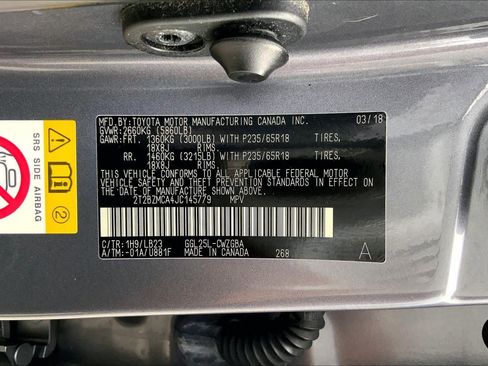 MFD. BY: TOYOTA MOTOR MANUFACTURING CANADA INC. 03/18
GVWR: 2660KG (5860LB)
GAWR: FRT. 1360KG (3000LB) WITH P235/65R18 TIRES,
18X8J RIMS.
RR. 1460KG (3215LB) WITH P235/65R18 TIRES,
18X8J RIMS.
THIS VEHICLE CONFORMS TO ALL APPLICABLE FEDERAL MOTOR
VEHICLE SAFETY AND THEFT PREVENTION STANDARDS IN
EFFECT ON THE DATE OF MANUFACTURE SHOWN ABOVE.
2T2BZMCA4JC145779 MPV
C/TR: 1H9/LB23 GGL25L-CWZGBA
A/TM: -01A/U881F MADE IN CANADA 268 A
SRS SIDE AIRBAG
2